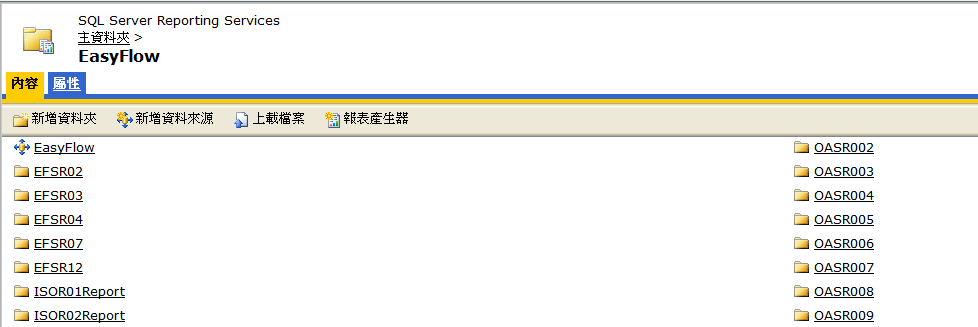 SQL Server Reporting Services
主資料夾 >
EasyFlow
內容 屬性
新增資料夾 新增資料來源 上載檔案 報表產生器
EasyFlow OASR002
EFSR02 OASR003
EFSR03 OASR004
EFSR04 OASR005
EFSR07 OASR006
EFSR12 OASR007
ISOR01Report OASR008
ISOR02Report OASR009